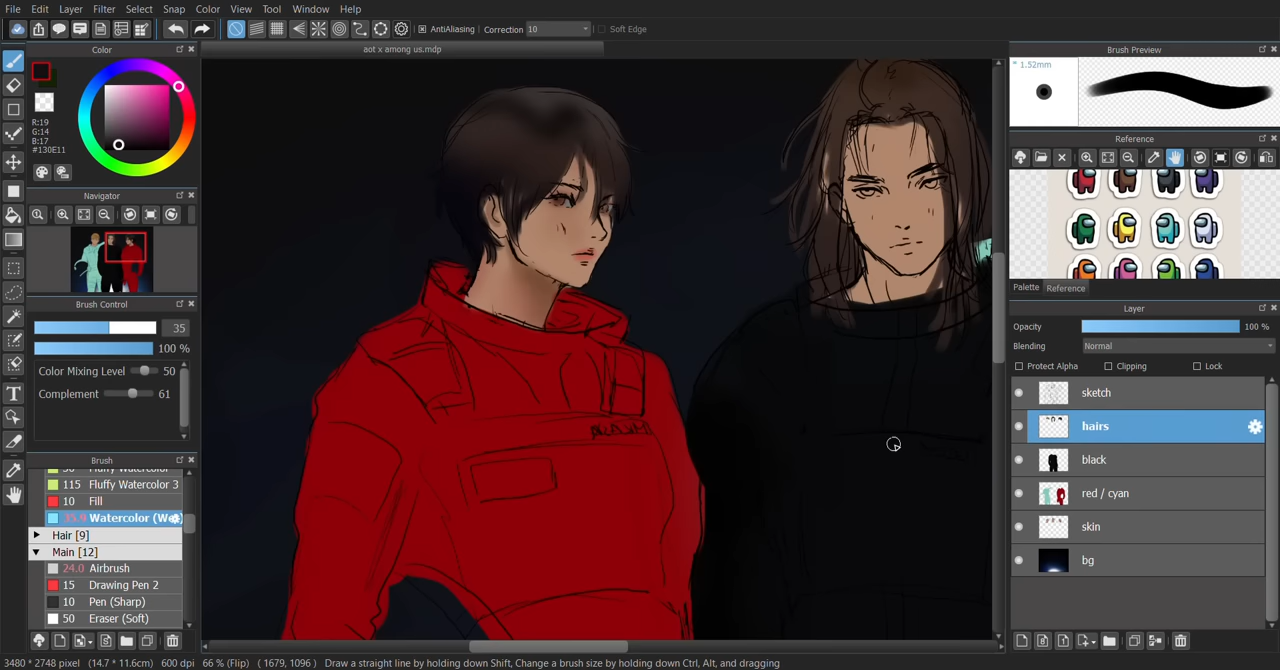 File Edit Layer Filter Select Snap Color View Tool Window Help
AntiAliasing Correction 10 Soft Edge
Color
aot x among us.mdp
Brush Preview
* 1.52mm
R:19
G:14
B:17
#130E11
Reference
Navigator
Palette Reference
Brush Control
35
100 %
Color Mixing Level 50
Complement 61
Layer
Opacity 100 %
Blending Normal
Protect Alpha Clipping Lock
sketch
hairs
black
red / cyan
skin
bg
Brush
50 Fluffy Watercolor
115 Fluffy Watercolor 3
10 Fill
35.9 Watercolor (Wet)
Hair [9]
Main [12]
24.0 Airbrush
15 Drawing Pen 2
10 Pen (Sharp)
50 Eraser (Soft)
3480 * 2748 pixel (14.7 * 11.6cm) 600 dpi 66 % (Flip) ( 1679, 1096 ) Draw a straight line by holding down Shift, Change a brush size by holding down Ctrl, Alt, and dragging